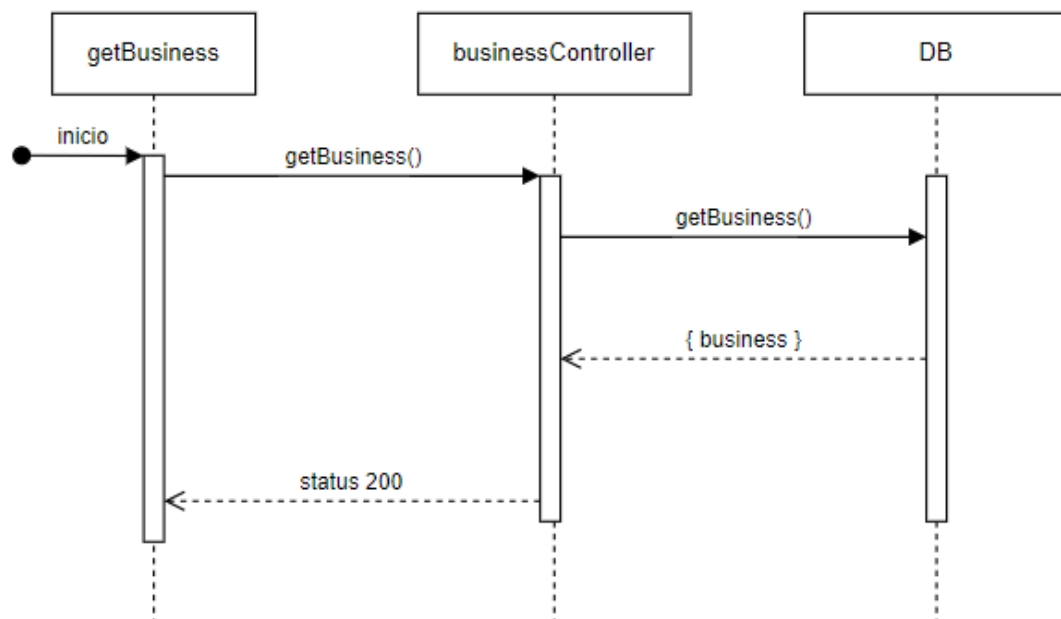 getBusiness
businessController
DB
inicio
getBusiness()
getBusiness()
{ business }
status 200